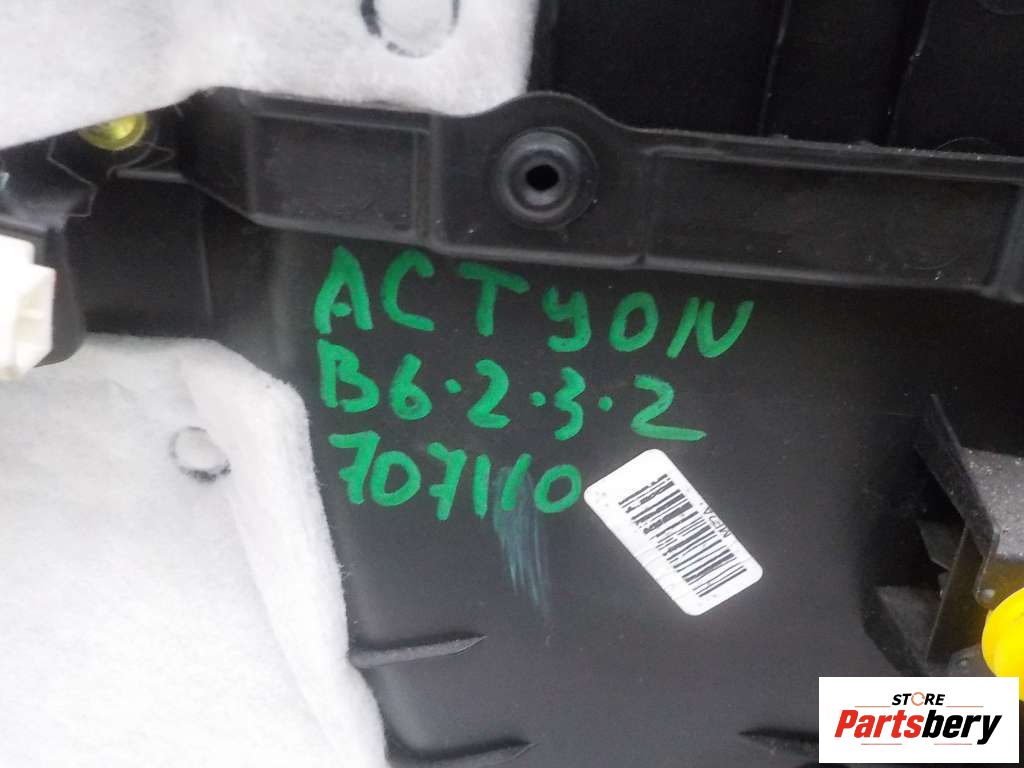 ACTYON
B6.2.3.2
707110
STORE
Partsbery